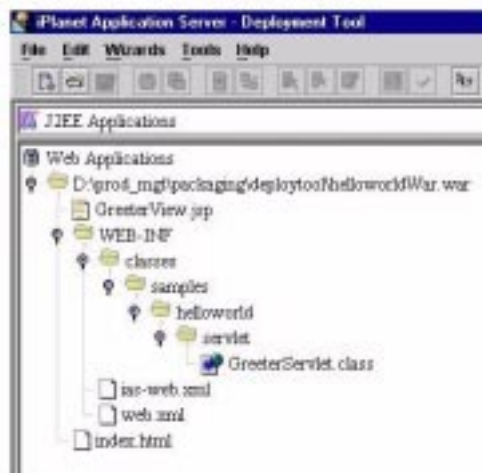 iPlanet Application Server - Deployment Tool
File Edit Wizards Tools Help
J2EE Applications
Web Applications
D:\prod_mgt\packaging\deploytool\helloworldWar.war
GreeterView.jsp
WEB-INF
classes
samples
helloworld
servlet
GreeterServlet.class
ias-web.xml
web.xml
index.html